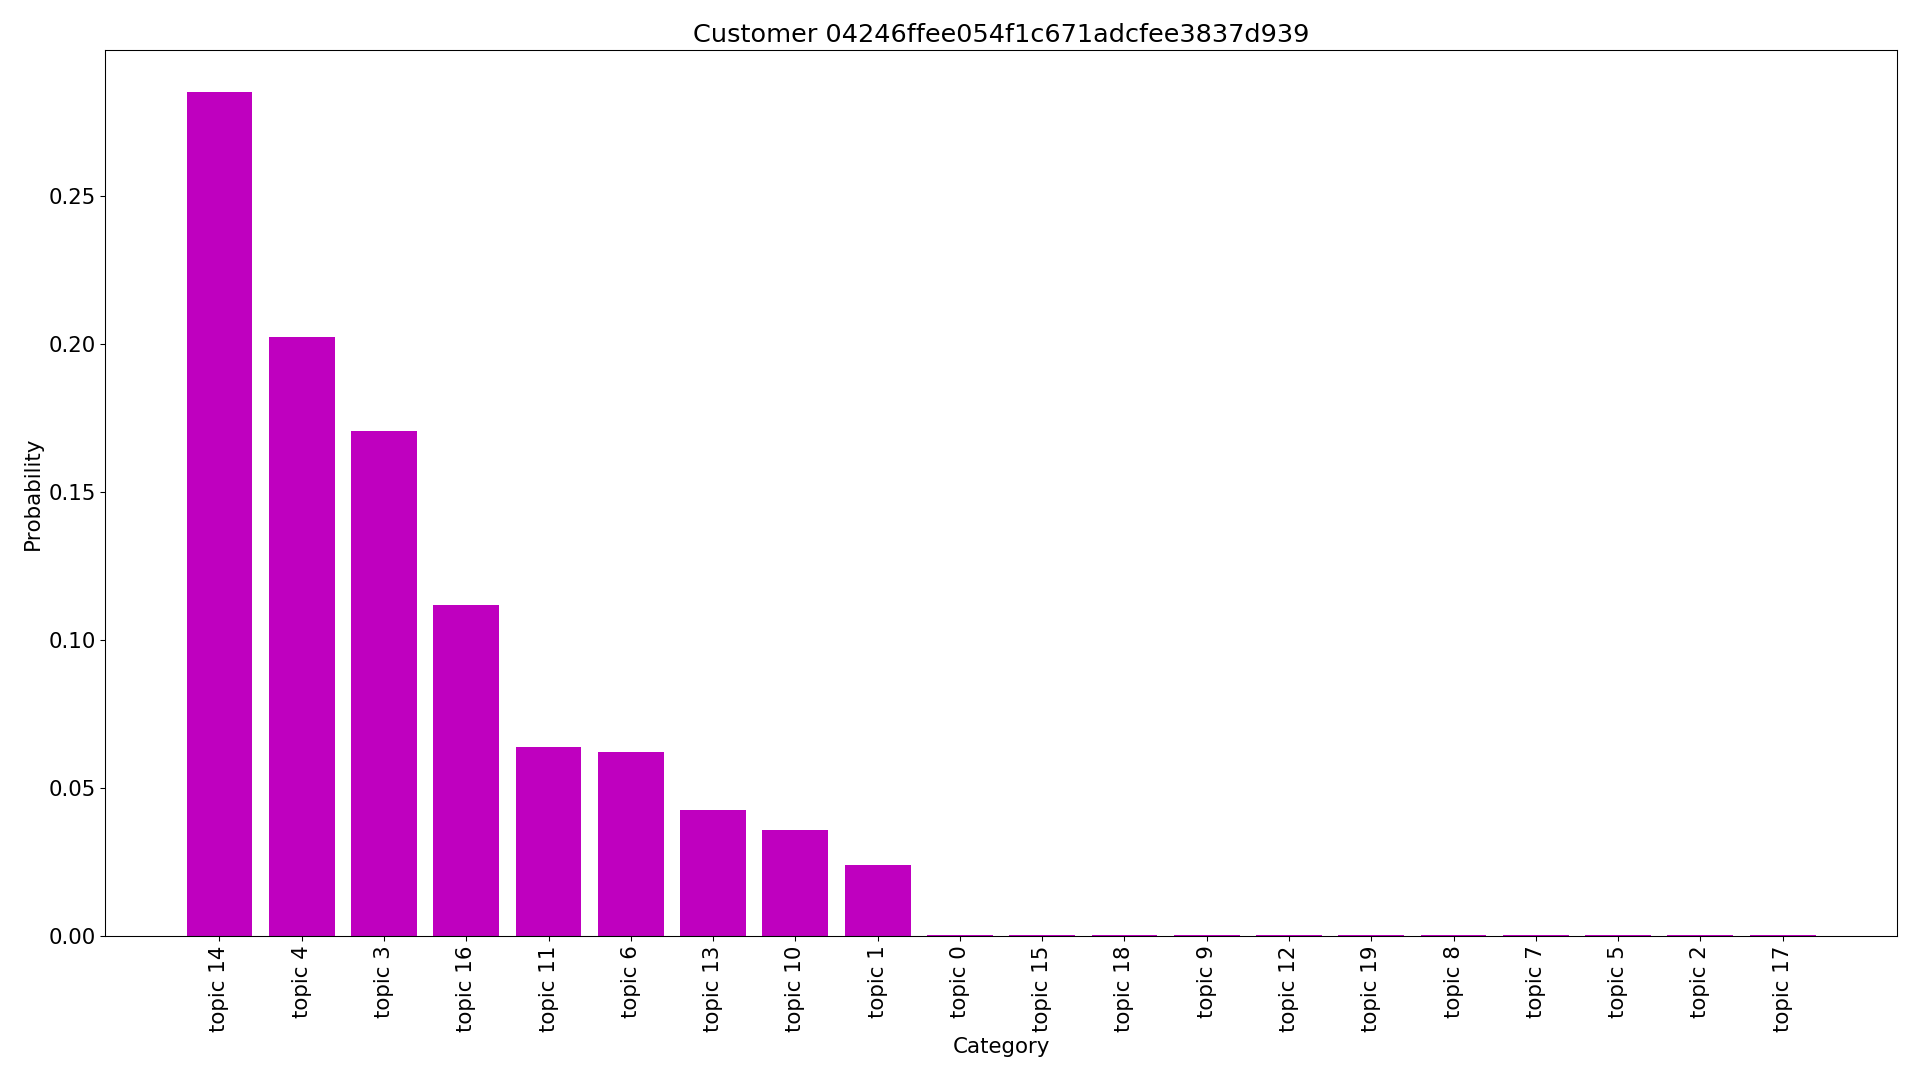 Customer 04246ffee054f1c671adcfee3837d939
Probability
0.25
0.20
0.15
0.10
0.05
0.00
topic 14
topic 4
topic 3
topic 16
topic 11
topic 6
topic 13
topic 10
topic 1
topic 0
topic 15
topic 18
topic 9
topic 12
topic 19
topic 8
topic 7
topic 5
topic 2
topic 17
Category